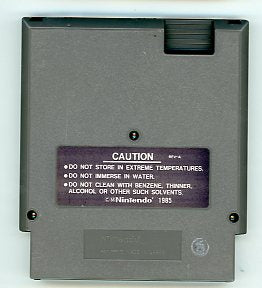 CAUTION
REV-A
●DO NOT STORE IN EXTREME TEMPERATURES.
●DO NOT IMMERSE IN WATER.
●DO NOT CLEAN WITH BENZENE, THINNER,
ALCOHOL OR OTHER SUCH SOLVENTS.
Nintendo® 1985